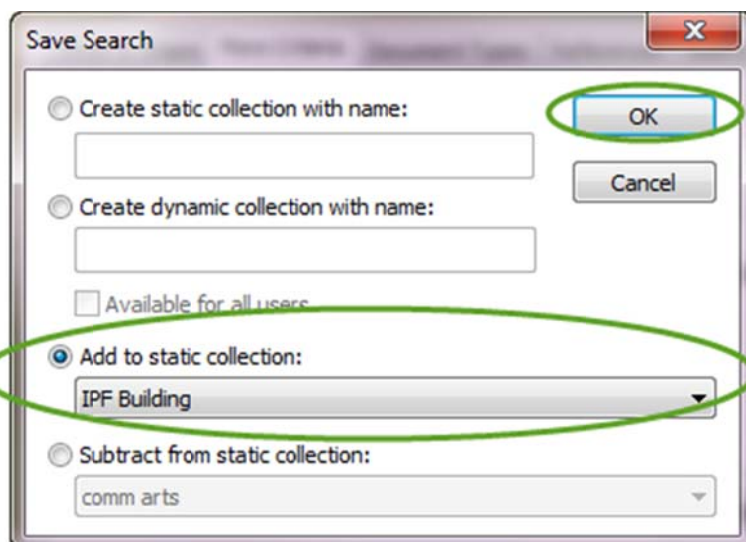 Save Search
Create static collection with name:
OK
Cancel
Create dynamic collection with name:
Available for all users
Add to static collection:
IPF Building
Subtract from static collection:
comm arts